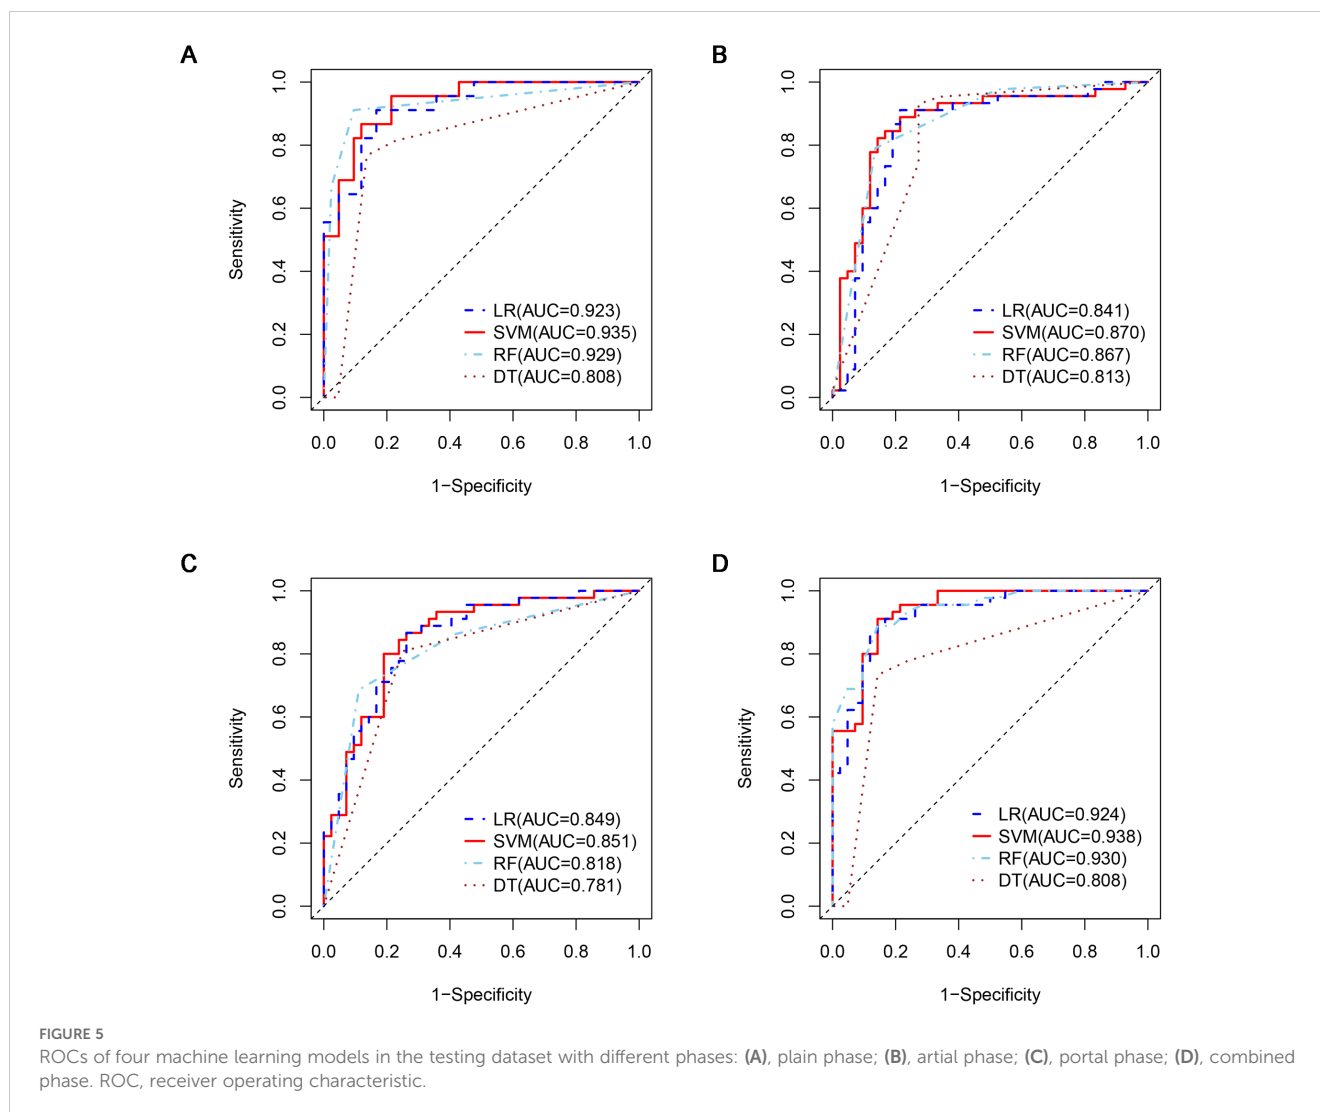 A
1.0
0.8
0.6
0.4
0.2
0.0
Sensitivity
LR(AUC=0.923)
SVM(AUC=0.935)
RF(AUC=0.929)
DT(AUC=0.808)
0.0 0.2 0.4 0.6 0.8 1.0
1−Specificity
B
1.0
0.8
0.6
0.4
0.2
0.0
LR(AUC=0.841)
SVM(AUC=0.870)
RF(AUC=0.867)
DT(AUC=0.813)
0.0 0.2 0.4 0.6 0.8 1.0
1−Specificity
C
1.0
0.8
0.6
0.4
0.2
0.0
Sensitivity
LR(AUC=0.849)
SVM(AUC=0.851)
RF(AUC=0.818)
DT(AUC=0.781)
0.0 0.2 0.4 0.6 0.8 1.0
1−Specificity
D
1.0
0.8
0.6
0.4
0.2
0.0
Sensitivity
LR(AUC=0.924)
SVM(AUC=0.938)
RF(AUC=0.930)
DT(AUC=0.808)
0.0 0.2 0.4 0.6 0.8 1.0
1−Specificity
FIGURE 5
ROCs of four machine learning models in the testing dataset with different phases: (A), plain phase; (B), artial phase; (C), portal phase; (D), combined
phase. ROC, receiver operating characteristic.